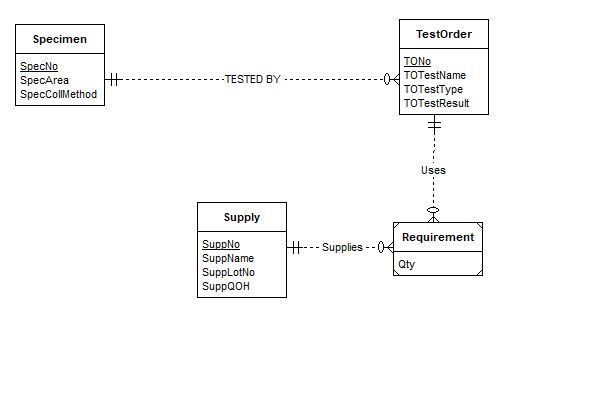 Specimen
SpecNo
SpecArea
SpecCollMethod
TESTED BY
TestOrder
TONo
TOTestName
TOTestType
TOTestResult
Uses
Supply
SuppNo
SuppName
SuppLotNo
SuppQOH
Supplies
Requirement
Qty